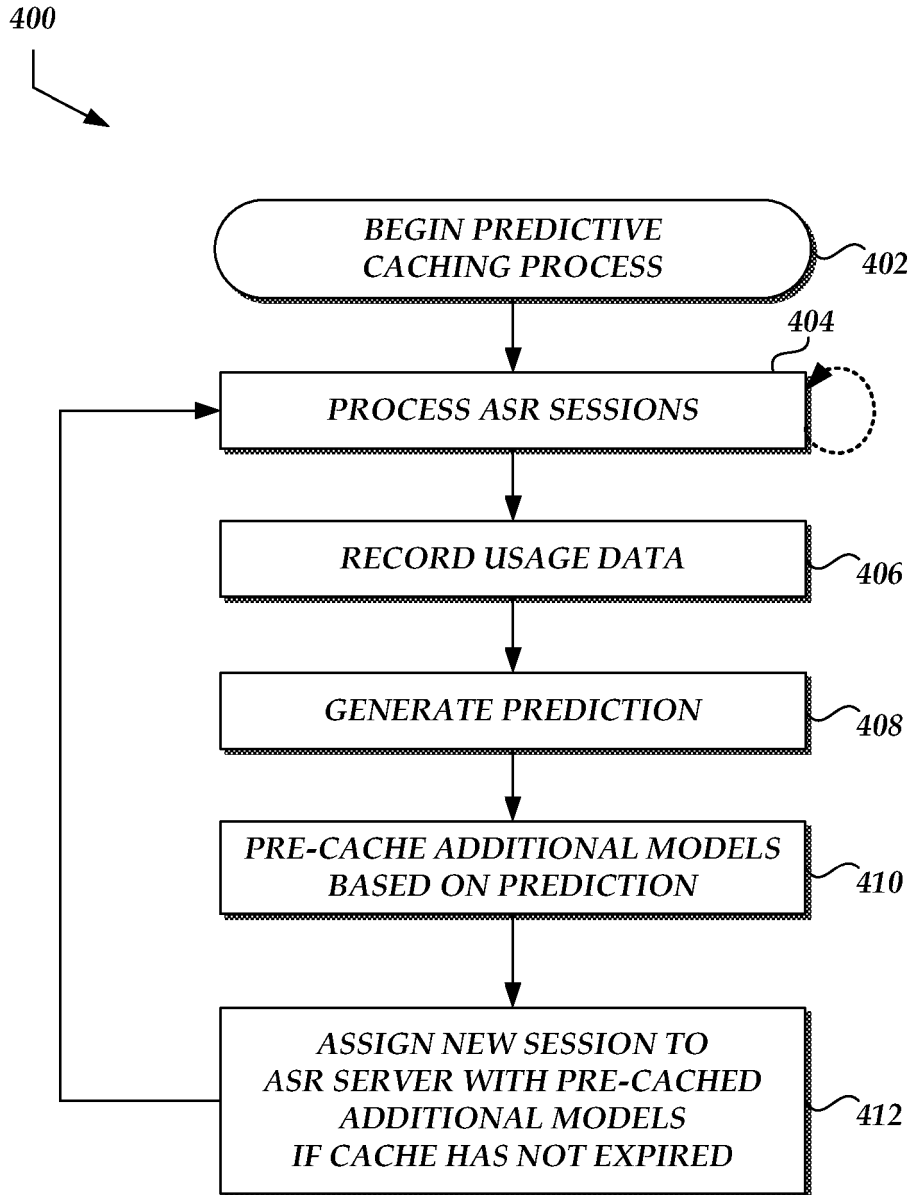 400
BEGIN PREDICTIVE
CACHING PROCESS
402
404
PROCESS ASR SESSIONS
RECORD USAGE DATA
406
GENERATE PREDICTION
408
PRE-CACHE ADDITIONAL MODELS
BASED ON PREDICTION
410
ASSIGN NEW SESSION TO
ASR SERVER WITH PRE-CACHED
ADDITIONAL MODELS
IF CACHE HAS NOT EXPIRED
412